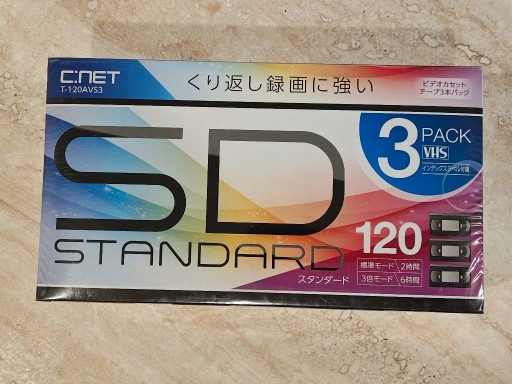 C:NET
T-120AVS3
くり返し録画に強い
ビデオカセット
テープ3本パック
SD
STANDARD
スタンダード
3 PACK
VHS
インデックスラベル付属
120
標準モード 2時間
3倍モード 6時間